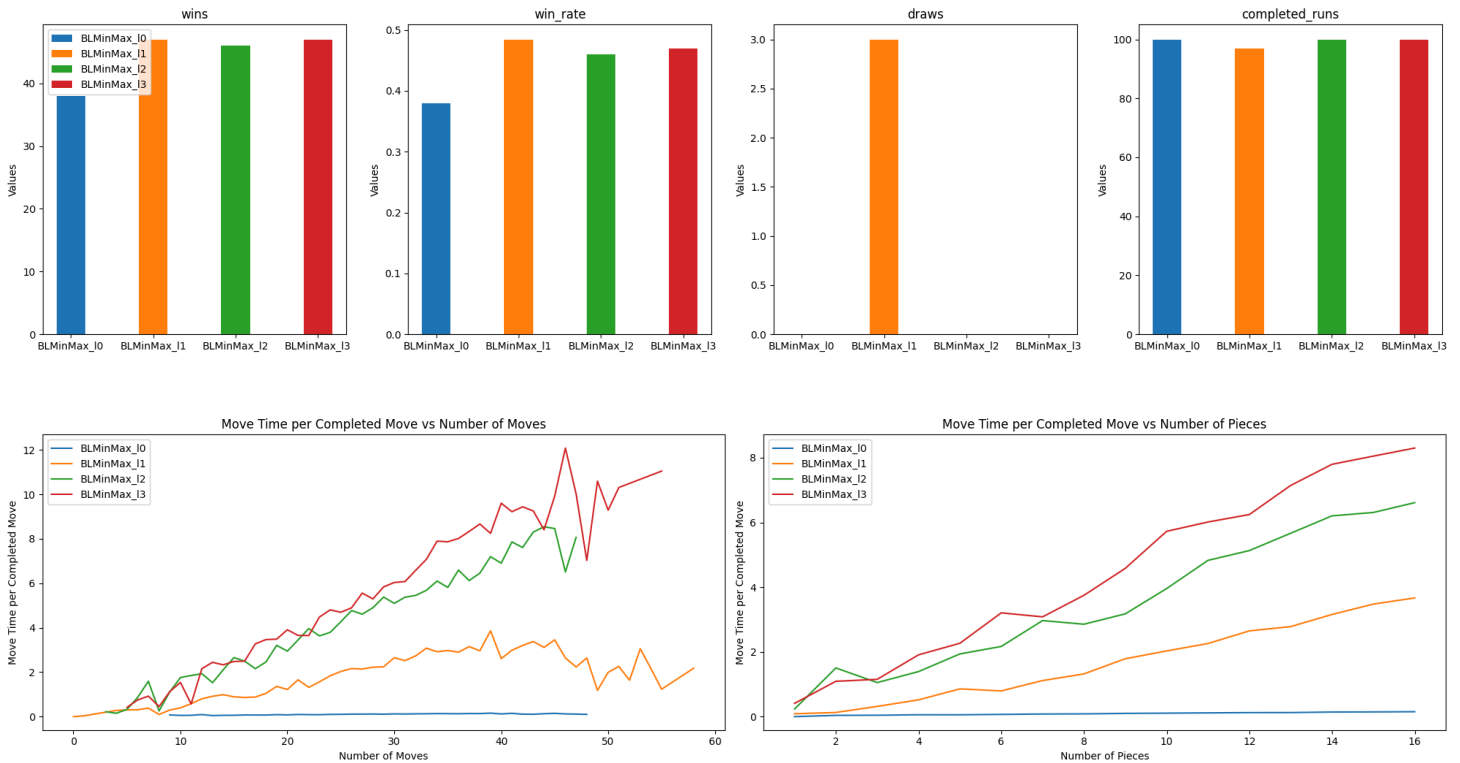 wins
win_rate
draws
completed_runs
BLMinMax_l0
BLMinMax_l1
BLMinMax_l2
BLMinMax_l3
Values
40
30
20
10
0
BLMinMax_l0 BLMinMax_l1 BLMinMax_l2 BLMinMax_l3
Values
0.5
0.4
0.3
0.2
0.1
0.0
BLMinMax_l0 BLMinMax_l1 BLMinMax_l2 BLMinMax_l3
Values
3.0
2.5
2.0
1.5
1.0
0.5
0.0
BLMinMax_l0 BLMinMax_l1 BLMinMax_l2 BLMinMax_l3
Values
100
80
60
40
20
0
BLMinMax_l0 BLMinMax_l1 BLMinMax_l2 BLMinMax_l3
Move Time per Completed Move vs Number of Moves
BLMinMax_l0
BLMinMax_l1
BLMinMax_l2
BLMinMax_l3
Move Time per Completed Move
12
10
8
6
4
2
0
0 10 20 30 40 50 60
Number of Moves
Move Time per Completed Move vs Number of Pieces
BLMinMax_l0
BLMinMax_l1
BLMinMax_l2
BLMinMax_l3
Move Time per Completed Move
8
6
4
2
0
2 4 6 8 10 12 14 16
Number of Pieces